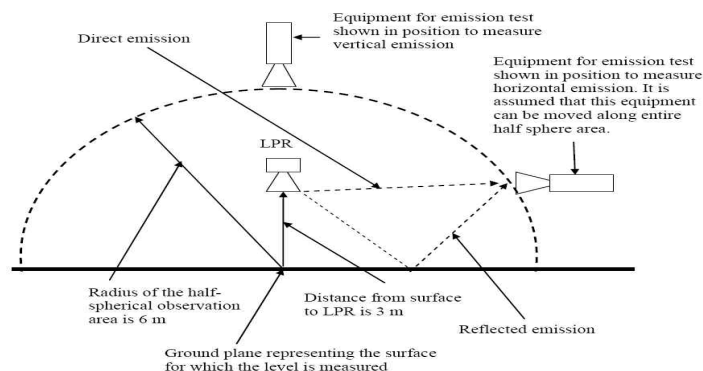 Equipment for emission test
shown in position to measure
vertical emission
Direct emission
Equipment for emission test
shown in position to measure
horizontal emission. It is
assumed that this equipment
can be moved along entire
half sphere area.
LPR
Radius of the half-
spherical observation
area is 6 m
Distance from surface
to LPR is 3 m
Reflected emission
Ground plane representing the surface
for which the level is measured